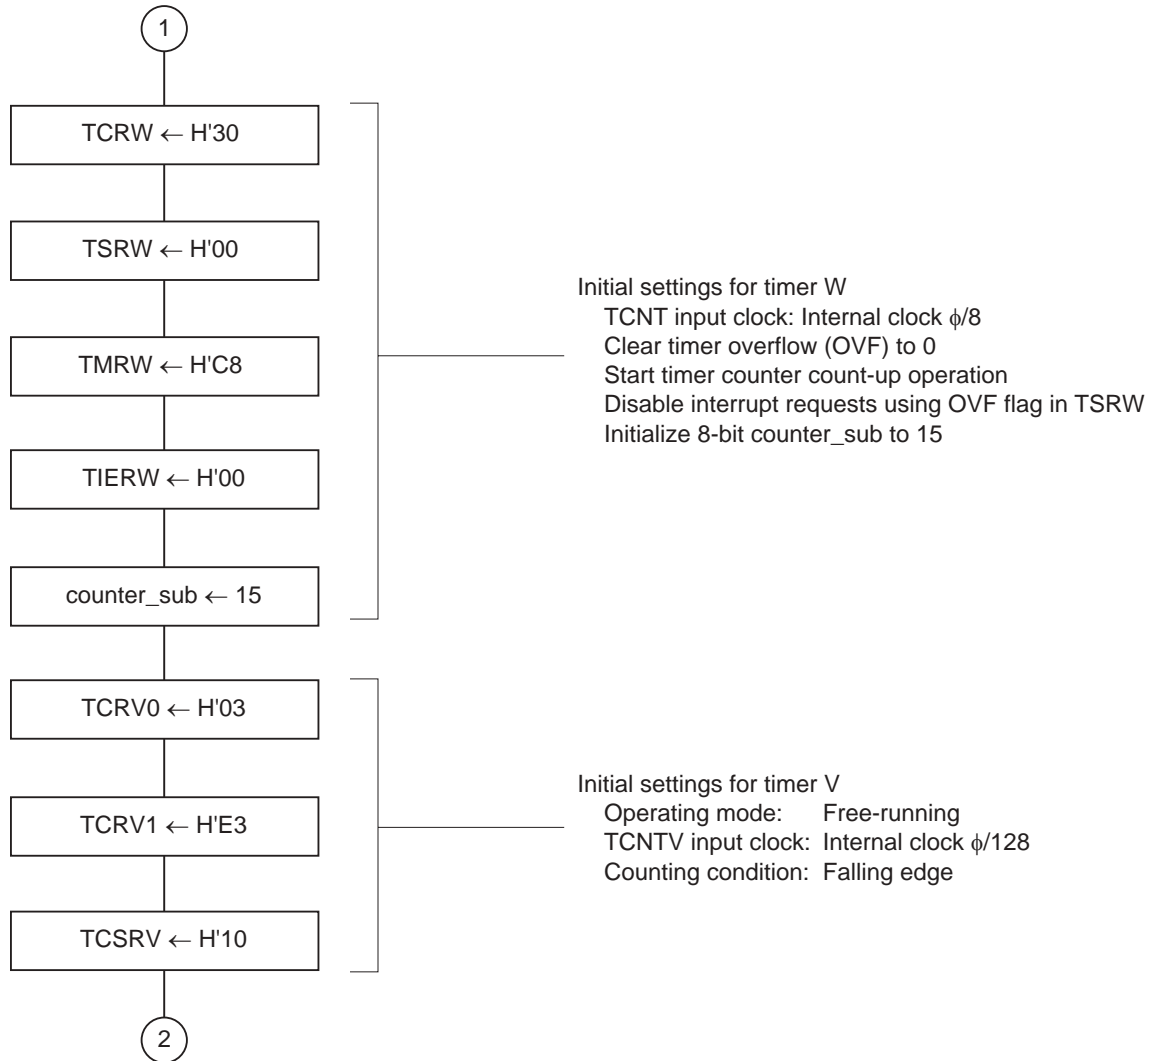 1
TCRW ← H'30
TSRW ← H'00
TMRW ← H'C8
TIERW ← H'00
counter_sub ← 15
Initial settings for timer W
TCNT input clock: Internal clock ϕ/8
Clear timer overflow (OVF) to 0
Start timer counter count-up operation
Disable interrupt requests using OVF flag in TSRW
Initialize 8-bit counter_sub to 15
TCRV0 ← H'03
TCRV1 ← H'E3
TCSRV ← H'10
Initial settings for timer V
Operating mode: Free-running
TCNTV input clock: Internal clock ϕ/128
Counting condition: Falling edge
2